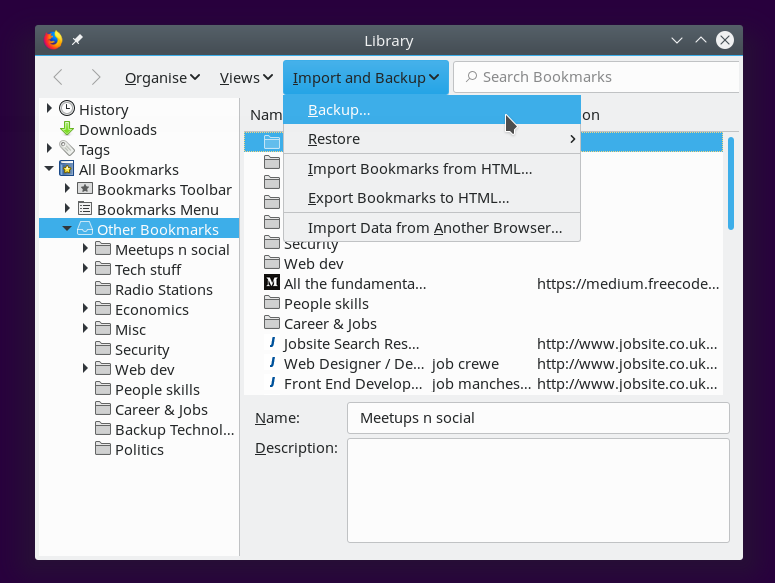 Library
Organise Views Import and Backup Search Bookmarks
Backup...
Restore
Import Bookmarks from HTML...
Export Bookmarks to HTML...
Import Data from Another Browser...
History
Downloads
Tags
All Bookmarks
Bookmarks Toolbar
Bookmarks Menu
Other Bookmarks
Meetups n social
Tech stuff
Radio Stations
Economics
Misc
Security
Web dev
People skills
Career & Jobs
Backup Technol...
Politics
Nam on
Security
Web dev
M All the fundamenta... https://medium.freecode...
People skills
Career & Jobs
J Jobsite Search Res... http://www.jobsite.co.uk...
J Web Designer / De... job crewe http://www.jobsite.co.uk...
J Front End Develop... job manches... http://www.jobsite.co.uk...
Name: Meetups n social
Description: